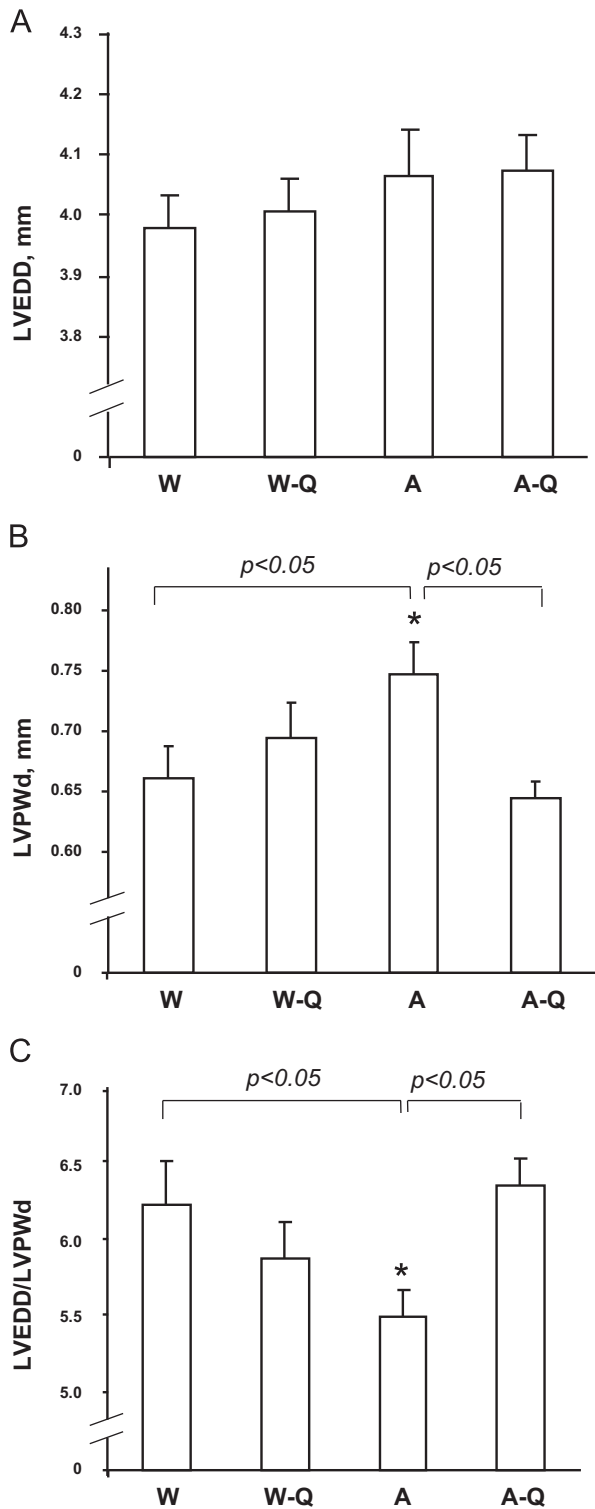 A
LVEDD, mm
4.3
4.2
4.1
4.0
3.9
3.8
0
W W-Q A A-Q
B
LVPWd, mm
p<0.05 p<0.05
0.80
*
0.75
0.70
0.65
0.60
0
W W-Q A A-Q
C
LVEDD/LVPWd
p<0.05 p<0.05
7.0
6.5
6.0
*
5.5
5.0
0
W W-Q A A-Q